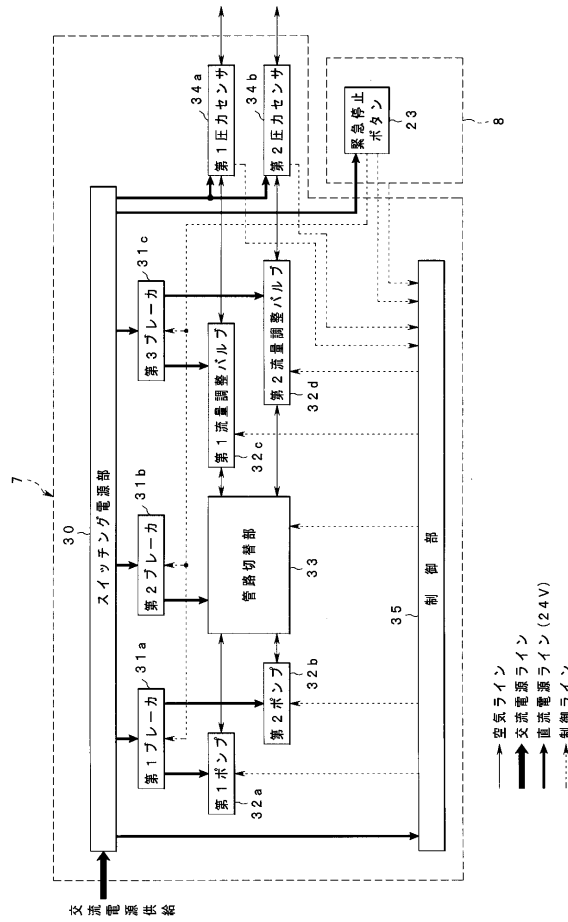 7
30
スイッチング電源部
交流電源供給
31a
第1ブレーカ
31b
第2ブレーカ
31c
第3ブレーカ
第1ポンプ
32a
第2ポンプ
32b
管路切替部
33
第1流量調整バルブ
32c
第2流量調整バルブ
32d
34a
第1圧力センサ
34b
第2圧力センサ
緊急停止
ボタン
23
8
35
制御部
空気ライン
交流電源ライン
直流電源ライン(24V)
制御ライン